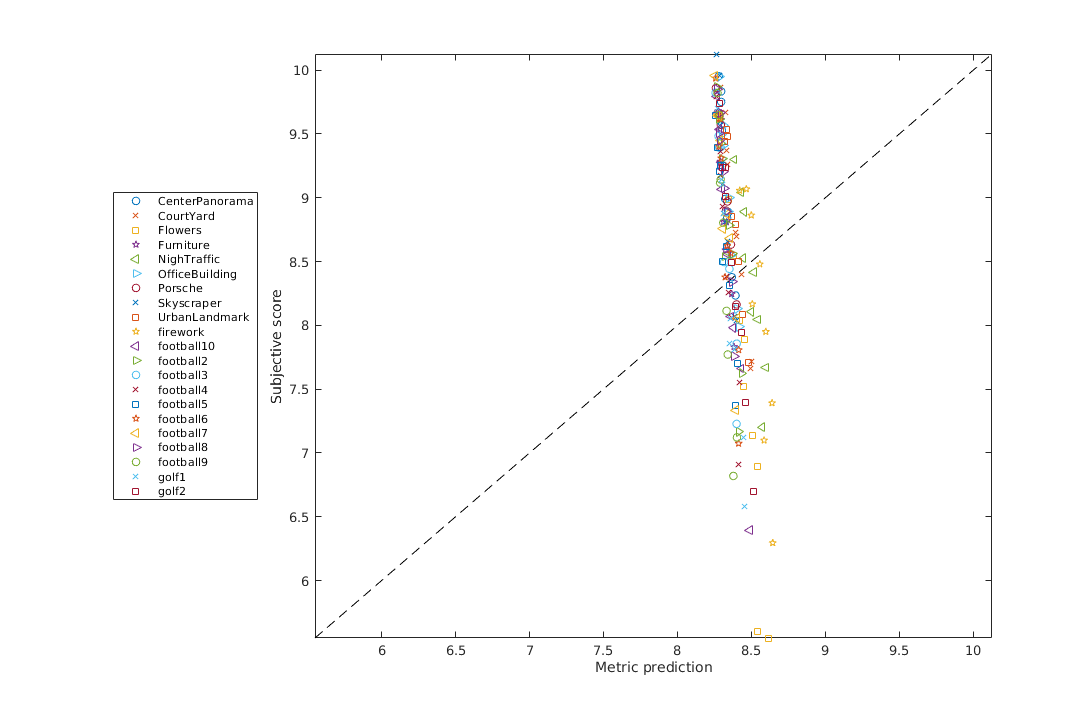 CenterPanorama
CourtYard
Flowers
Furniture
NighTraffic
OfficeBuilding
Porsche
Skyscraper
UrbanLandmark
firework
football10
football2
football3
football4
football5
football6
football7
football8
football9
golf1
golf2
Subjective score
10
9.5
9
8.5
8
7.5
7
6.5
6
6 6.5 7 7.5 8 8.5 9 9.5 10
Metric prediction